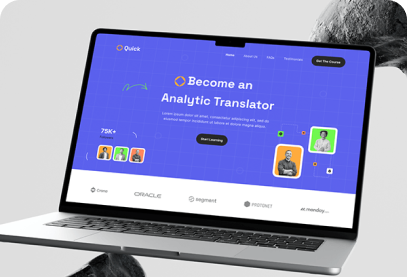 Quick
Home About Us FAQs Testimonials Get The Course
Become an
Analytic Translator
Lorem ipsum dolor sit amet, consectetur adipiscing elit, sed do
eiusmod tempor incididunt ut labore et dolore magna aliqua
Start Learning
75K+
ORACLE
segment
PROTONET
monday